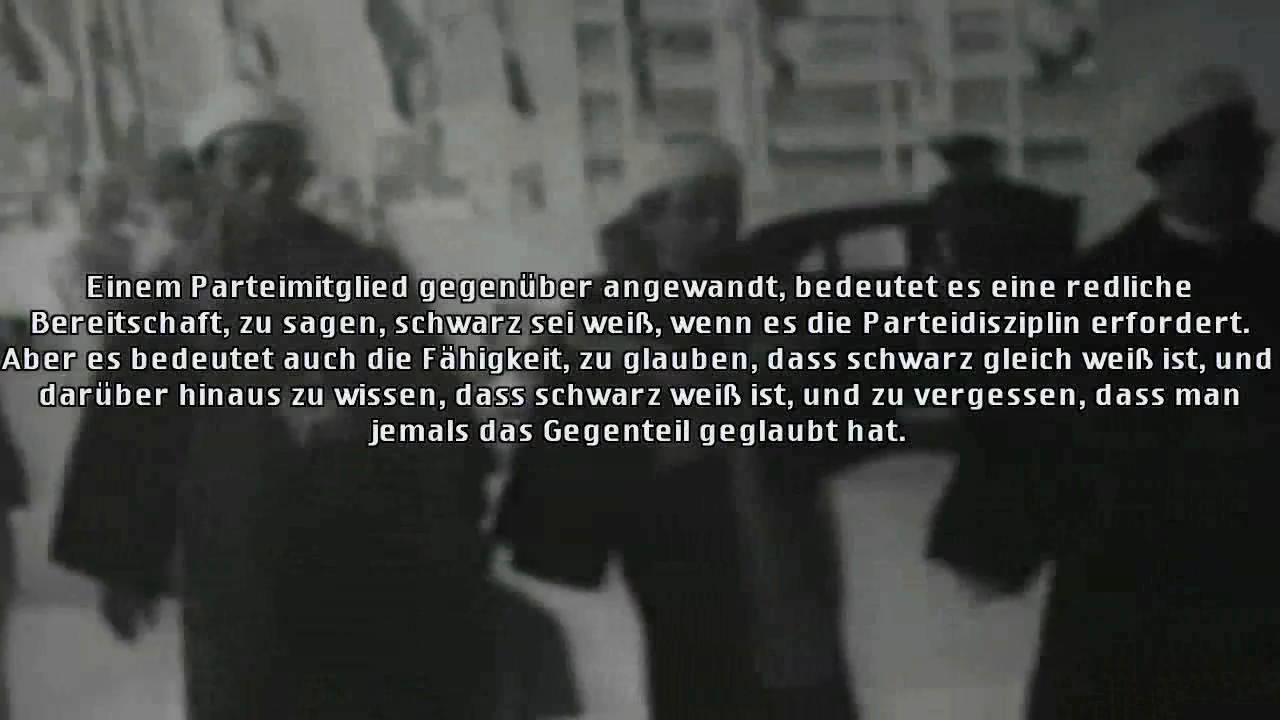 Einem Parteimitglied gegenüber angewandt, bedeutet es eine redliche
Bereitschaft, zu sagen, schwarz sei weiß, wenn es die Parteidisziplin erfordert.
Aber es bedeutet auch die Fähigkeit, zu glauben, dass schwarz gleich weiß ist, und
darüber hinaus zu wissen, dass schwarz weiß ist, und zu vergessen, dass man
jemals das Gegenteil geglaubt hat.